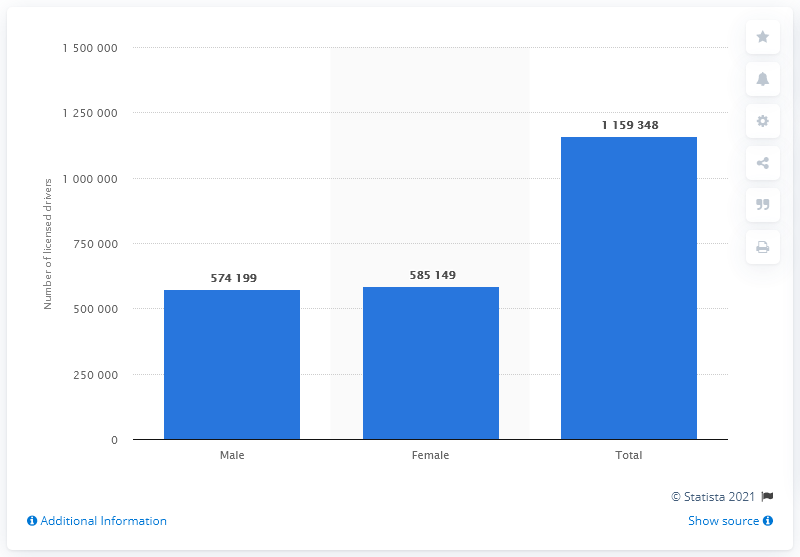 1 500 000
1 250 000
1 000 000
750 000
500 000
250 000
0
Number of licensed drivers
574 199
585 149
1 159 348
Male
Female
Total
© Statista 2021
Additional Information
Show source